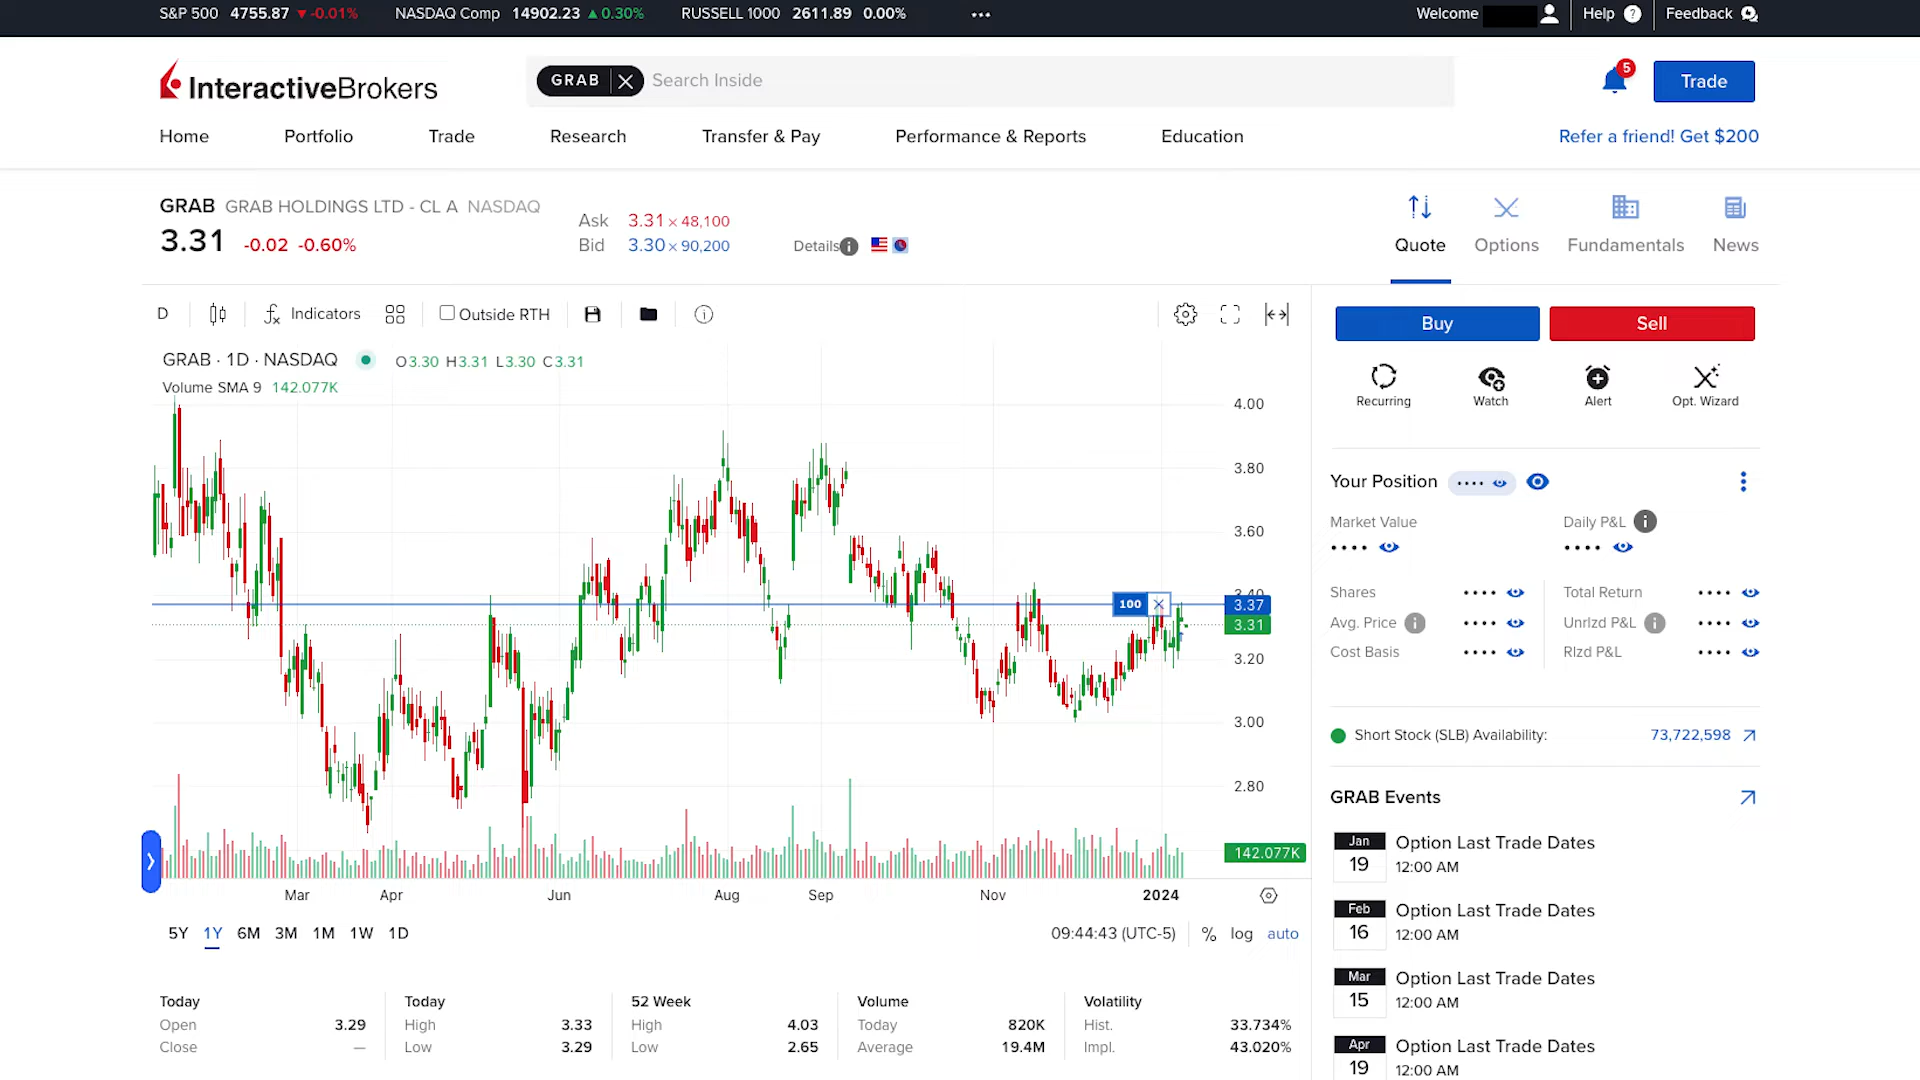 S&P 500 4755.87 ▼-0.01% NASDAQ Comp 14902.23 ▲0.30% RUSSELL 1000 2611.89 0.00% ••• Welcome Help ? Feedback
InteractiveBrokers GRAB Search Inside 5 Trade
Home Portfolio Trade Research Transfer & Pay Performance & Reports Education Refer a friend! Get $200
GRAB GRAB HOLDINGS LTD - CL A NASDAQ
3.31 -0.02 -0.60%
Ask 3.31 × 48,100
Bid 3.30 × 90,200
Details
Quote Options Fundamentals News
D Indicators Outside RTH
GRAB · 1D · NASDAQ O3.30 H3.31 L3.30 C3.31
Volume SMA 9 142.077K
4.00
3.80
3.60
3.40
100 3.37
3.31
3.20
3.00
2.80
142.077K
Mar Apr Jun Aug Sep Nov 2024
5Y 1Y 6M 3M 1M 1W 1D 09:44:43 (UTC-5) % log auto
Today
Open 3.29
Close —
Today
High 3.33
Low 3.29
52 Week
High 4.03
Low 2.65
Volume
Today 820K
Average 19.4M
Volatility
Hist. 33.734%
Impl. 43.020%
Buy Sell
Recurring Watch Alert Opt. Wizard
Your Position ••••
Market Value Daily P&L
•••• ••••
Shares •••• Total Return ••••
Avg. Price •••• Unrlzd P&L ••••
Cost Basis •••• Rlzd P&L ••••
Short Stock (SLB) Availability: 73,722,598
GRAB Events
Jan 19 Option Last Trade Dates
12:00 AM
Feb 16 Option Last Trade Dates
12:00 AM
Mar 15 Option Last Trade Dates
12:00 AM
Apr 19 Option Last Trade Dates
12:00 AM